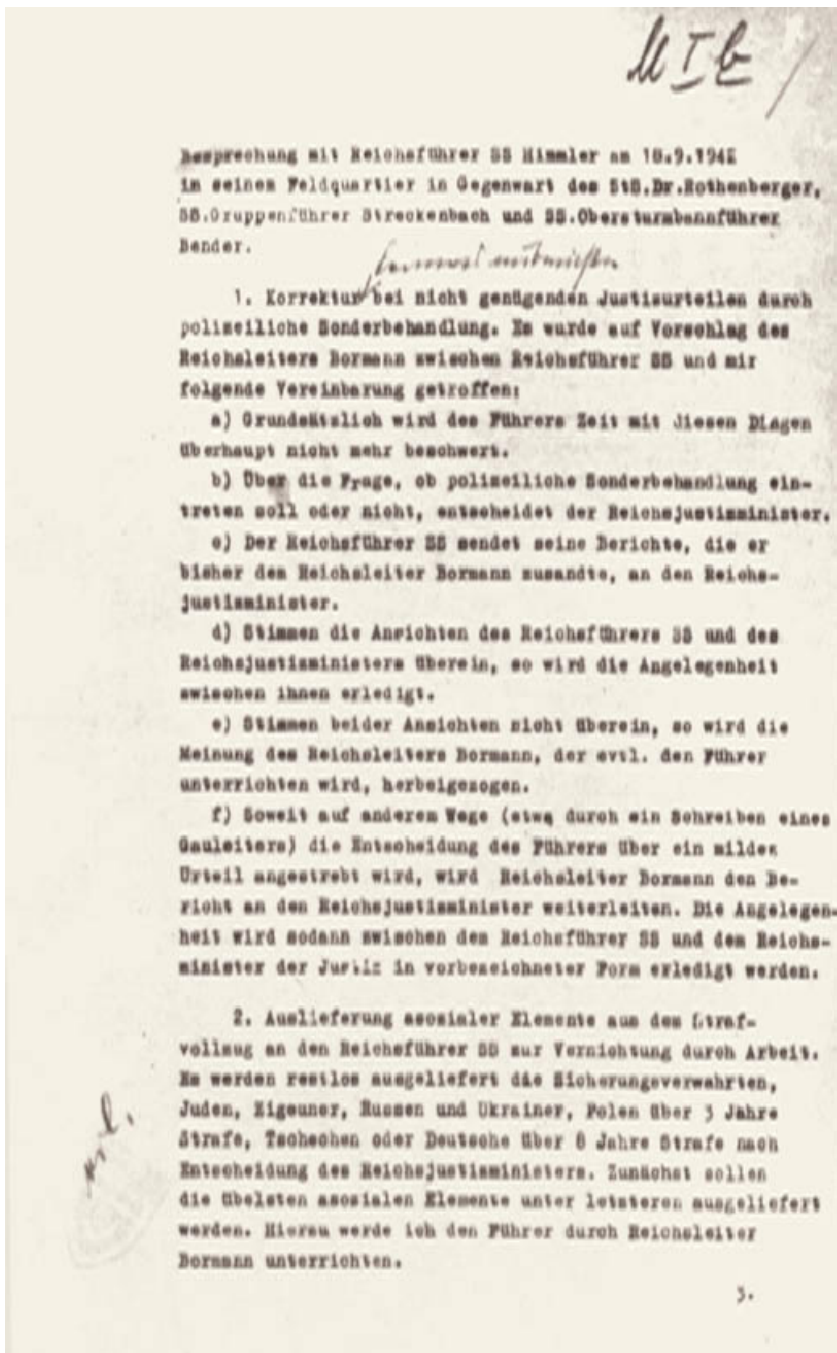 Besprechung mit Reichsführer SS Himmler am 18.9.1942
in seinem Feldquartier in Gegenwart des StS.Dr.Rothenberger,
SS.Gruppenführer Streckenbach und SS.Obersturmbannführer
Bender.
1. Korrektur bei nicht genügenden Justizurteilen durch
polizeiliche Sonderbehandlung. Es wurde auf Vorschlag des
Reichsleiters Bormann zwischen Reichsführer SS und mir
folgende Vereinbarung getroffen:
a) Grundsätzlich wird des Führers Zeit mit diesen Dingen
überhaupt nicht mehr beschwert.
b) Über die Frage, ob polizeiliche Sonderbehandlung ein-
treten soll oder nicht, entscheidet der Reichsjustizminister.
c) Der Reichsführer SS sendet seine Berichte, die er
bisher dem Reichsleiter Bormann zusandte, an den Reichs-
justizminister.
d) Stimmen die Ansichten des Reichsführers SS und des
Reichsjustizministers überein, so wird die Angelegenheit
zwischen ihnen erledigt.
e) Stimmen beider Ansichten nicht überein, so wird die
Meinung des Reichsleiters Bormann, der evtl. den Führer
unterrichten wird, herbeigezogen.
f) Soweit auf anderem Wege (etwa durch ein Schreiben eines
Gauleiters) die Entscheidung des Führers über ein mildes
Urteil angestrebt wird, wird Reichsleiter Bormann den Be-
richt an den Reichsjustizminister weiterleiten. Die Angelegen-
heit wird sodann zwischen dem Reichsführer SS und dem Reichs-
minister der Justiz in vorbezeichneter Form erledigt werden.
2. Auslieferung asozialer Elemente aus dem Straf-
vollzug an den Reichsführer SS zur Vernichtung durch Arbeit.
Es werden restlos ausgeliefert die Sicherungsverwahrten,
Juden, Zigeuner, Russen und Ukrainer, Polen über 3 Jahre
Strafe, Tschechen oder Deutsche über 8 Jahre Strafe nach
Entscheidung des Reichsjustizministers. Zunächst sollen
die übelsten asozialen Elemente unter letzteren ausgeliefert
werden. Hierzu werde ich den Führer durch Reichsleiter
Bormann unterrichten.
3.